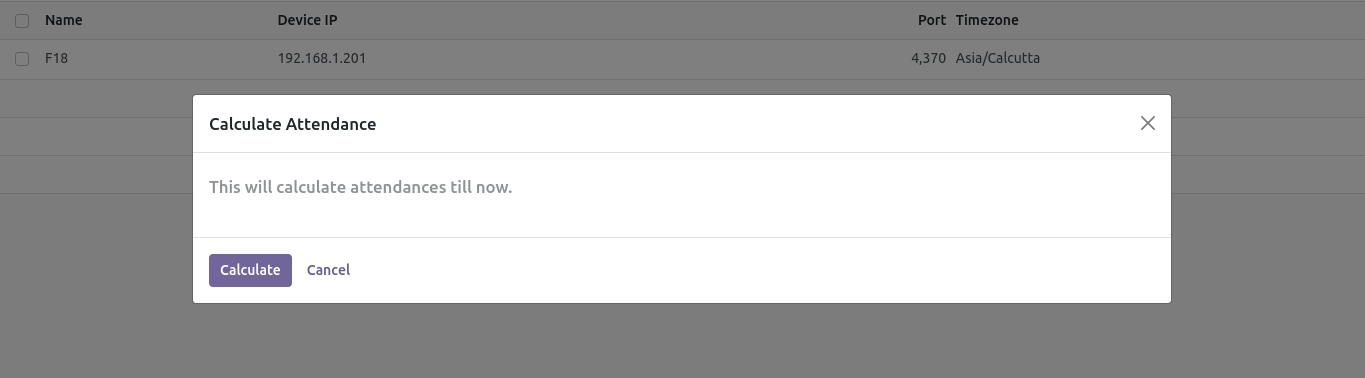 Name Device IP Port Timezone
F18 192.168.1.201 4,370 Asia/Calcutta
Calculate Attendance
This will calculate attendances till now.
Calculate Cancel